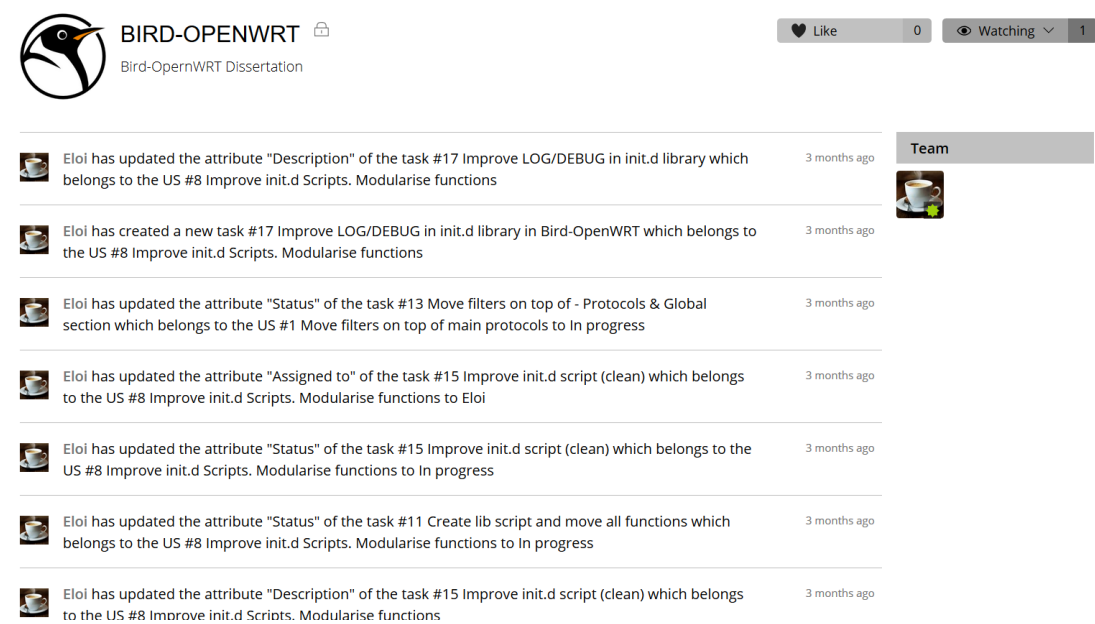 BIRD-OPENWRT
Like 0
Watching 1
Bird-OpernWRT Dissertation
Team
Eloi has updated the attribute "Description" of the task #17 Improve LOG/DEBUG in init.d library which
belongs to the US #8 Improve init.d Scripts. Modularise functions
3 months ago
Eloi has created a new task #17 Improve LOG/DEBUG in init.d library in Bird-OpenWRT which belongs to
the US #8 Improve init.d Scripts. Modularise functions
3 months ago
Eloi has updated the attribute "Status" of the task #13 Move filters on top of - Protocols & Global
section which belongs to the US #1 Move filters on top of main protocols to In progress
3 months ago
Eloi has updated the attribute "Assigned to" of the task #15 Improve init.d script (clean) which belongs
to the US #8 Improve init.d Scripts. Modularise functions to Eloi
3 months ago
Eloi has updated the attribute "Status" of the task #15 Improve init.d script (clean) which belongs to the
US #8 Improve init.d Scripts. Modularise functions to In progress
3 months ago
Eloi has updated the attribute "Status" of the task #11 Create lib script and move all functions which
belongs to the US #8 Improve init.d Scripts. Modularise functions to In progress
3 months ago
Eloi has updated the attribute "Description" of the task #15 Improve init.d script (clean) which belongs
to the US #8 Improve init.d Scripts. Modularise functions
3 months ago